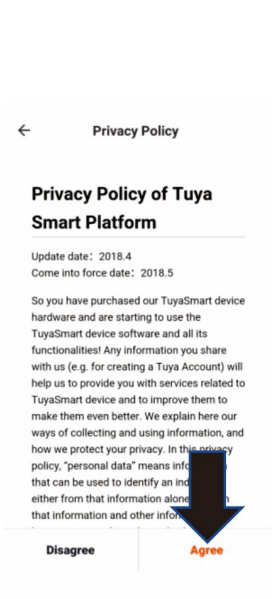 Privacy Policy
Privacy Policy of Tuya
Smart Platform
Update date: 2018.4
Come into force date: 2018.5
So you have purchased our TuyaSmart device
hardware and are starting to use the
TuyaSmart device software and all its
functionalities! Any information you share
with us (e.g. for creating a Tuya Account) will
help us to provide you with services related to
TuyaSmart device and to improve them to
make them even better. We explain here our
ways of collecting and using information, and
how we protect your privacy. In this privacy
policy, "personal data" means
that can be used to identify an
either from that information alone
that information and other
Disagree
Agree